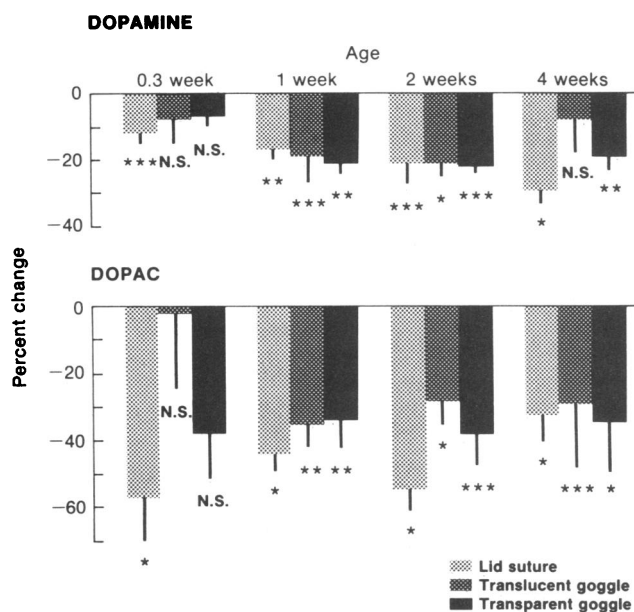 DOPAMINE
Age
0.3 week 1 week 2 weeks 4 weeks
0
-20
-40
*** N.S. N.S.
** *** **
*** * ***
* N.S. **
DOPAC
Percent change
0
-20
-40
-60
* N.S. N.S.
* ** **
* * ***
* *** *
Lid suture
Translucent goggle
Transparent goggle